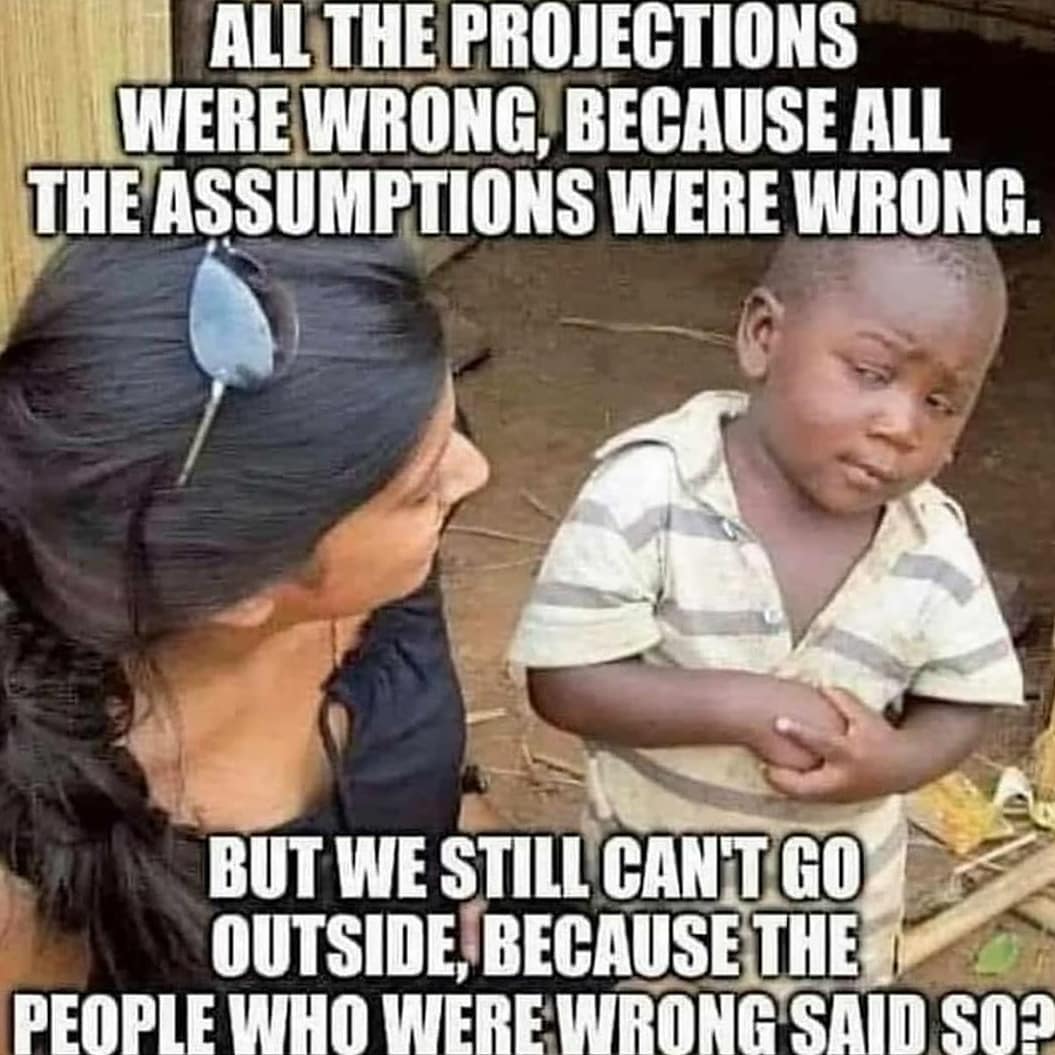 ALL THE PROJECTIONS
WERE WRONG, BECAUSE ALL
THE ASSUMPTIONS WERE WRONG.
BUT WE STILL CAN'T GO
OUTSIDE, BECAUSE THE
PEOPLE WHO WERE WRONG SAID SO?